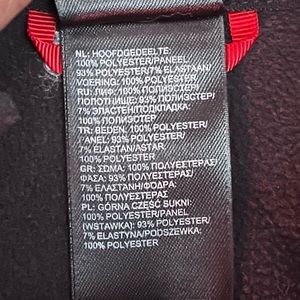 NL: HOOFDGEDEELTE:
100% POLYESTER/PANEEL
93% POLYESTER/7% ELASTAAN/
VOERING: 100% POLYESTER
RU: Лиф: 100% ПОЛИЭСТЕР/
ПОЛОТНИЩЕ: 93% ПОЛИЭСТЕР/
7% ЭЛАСТЕН/ПОДКЛАДКА:
100% ПОЛИЭСТЕР
TR: BEDEN: 100% POLYESTER/
PANEL: 93% POLYESTER/
7% ELASTAN/ASTAR:
100% POLYESTER
GR: ΣΩΜΑ: 100% ΠΟΛΥΕΣΤΕΡΑΣ/
ΦΑΣΑ: 93% ΠΟΛΥΕΣΤΕΡΑΣ/
7% ΕΛΑΣΤΑΝΗ/ΦΟΔΡΑ:
100% ΠΟΛΥΕΣΤΕΡΑΣ
PL: GÓRNA CZĘŚĆ SUKNI:
100% POLYESTER/PANEL
(WSTAWKA): 93% POLYESTER/
7% ELASTYNA/PODSZEWKA:
100% POLYESTER